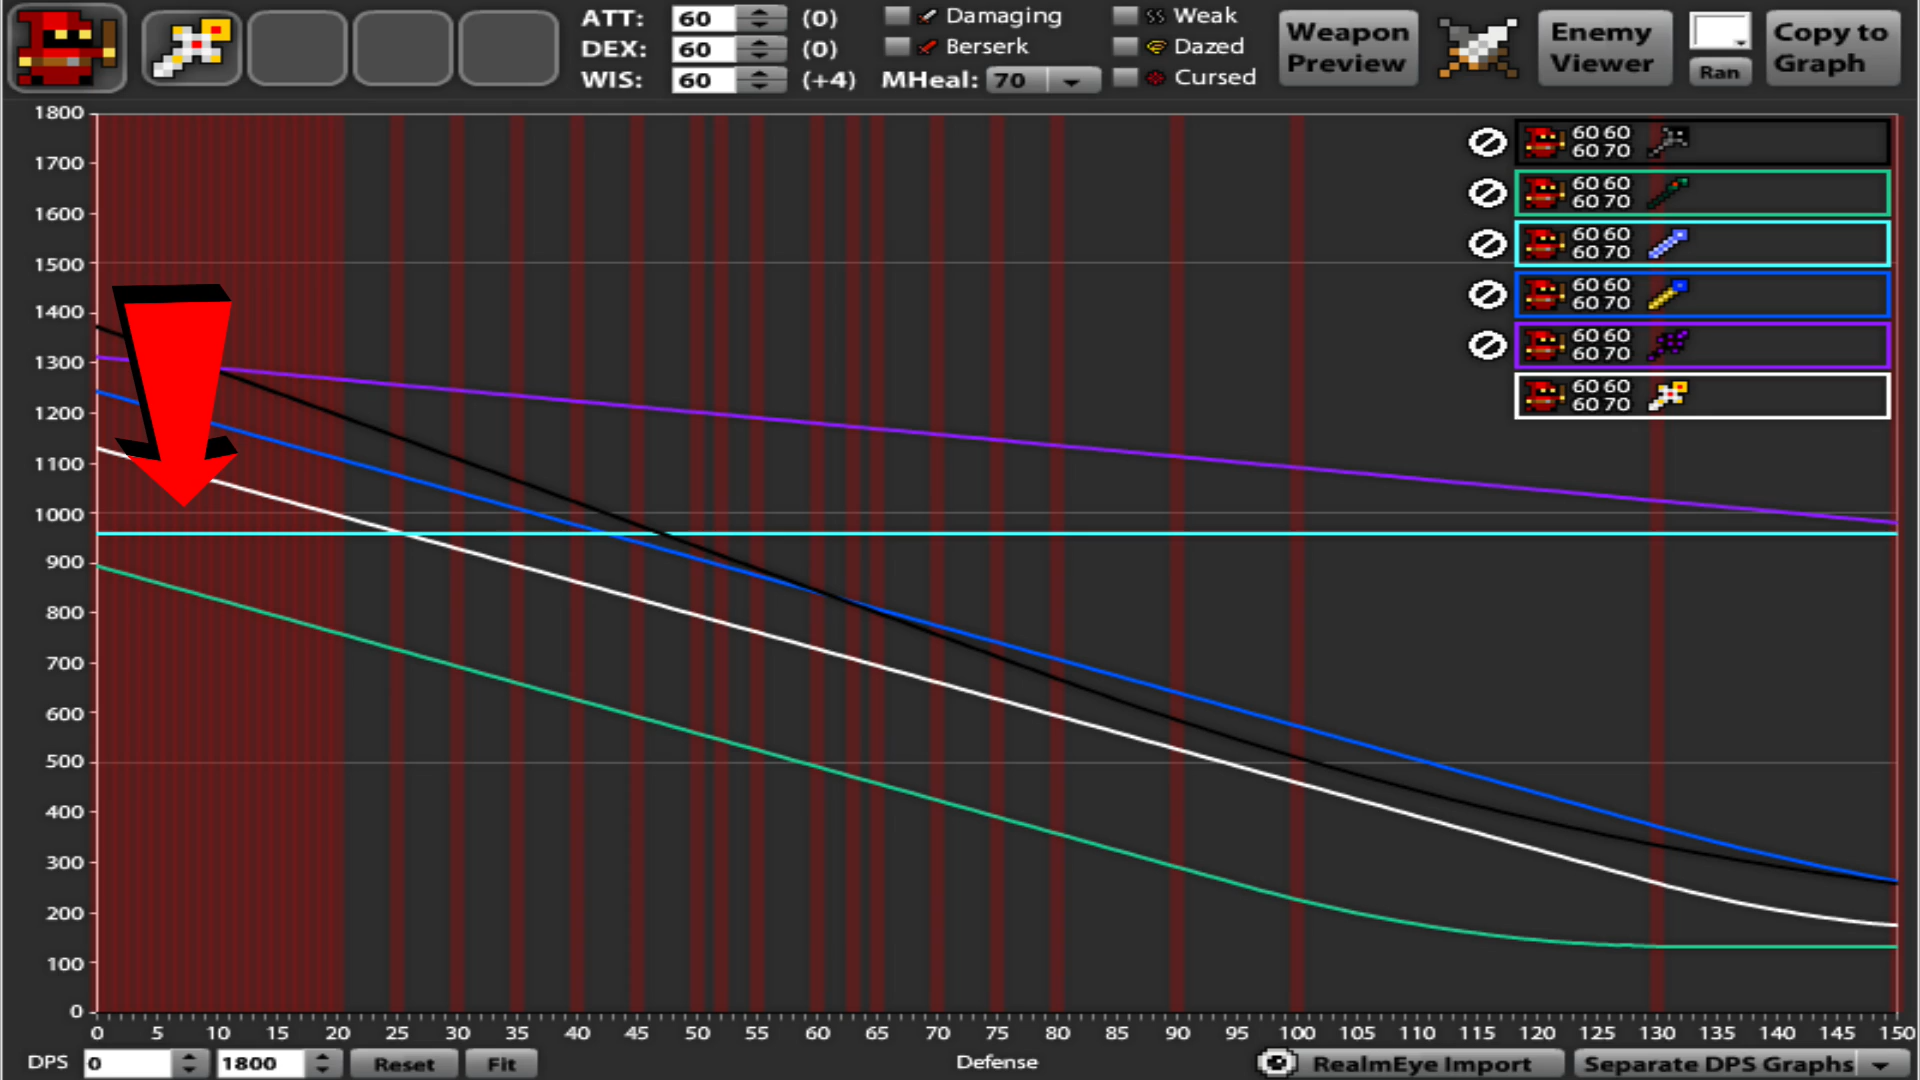 ATT: 60 (0)
DEX: 60 (0)
WIS: 60 (+4)
Damaging
Berserk
MHeal: 70
Weak
Dazed
Cursed
Weapon
Preview
Enemy
Viewer
Ran
Copy to
Graph
1800
1700
1600
1500
1400
1300
1200
1100
1000
900
800
700
600
500
400
300
200
100
0
60 60
60 70
60 60
60 70
60 60
60 70
60 60
60 70
60 60
60 70
60 60
60 70
0 5 10 15 20 25 30 35 40 45 50 55 60 65 70 75 80 85 90 95 100 105 110 115 120 125 130 135 140 145 150
DPS 0 1800 Reset Fit
Defense
RealmEye Import
Separate DPS Graphs